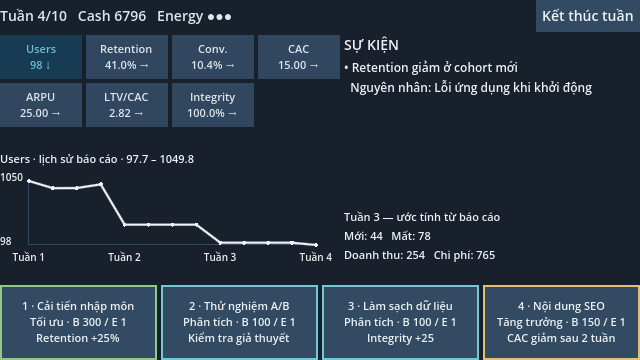 Tuần 4/10 Cash 6796 Energy ●●●
Kết thúc tuần
Users
98 ↓
Retention
41.0% →
Conv.
10.4% →
CAC
15.00 →
ARPU
25.00 →
LTV/CAC
2.82 →
Integrity
100.0% →
SỰ KIỆN
• Retention giảm ở cohort mới
Nguyên nhân: Lỗi ứng dụng khi khởi động
Users · lịch sử báo cáo · 97.7 – 1049.8
1050
98
Tuần 1
Tuần 2
Tuần 3
Tuần 4
Tuần 3 — ước tính từ báo cáo
Mới: 44 Mất: 78
Doanh thu: 254 Chi phí: 765
1 · Cải tiến nhập môn
Tối ưu · B 300 / E 1
Retention +25%
2 · Thử nghiệm A/B
Phân tích · B 100 / E 1
Kiểm tra giả thuyết
3 · Làm sạch dữ liệu
Phân tích · B 100 / E 1
Integrity +25
4 · Nội dung SEO
Tăng trưởng · B 150 / E 1
CAC giảm sau 2 tuần